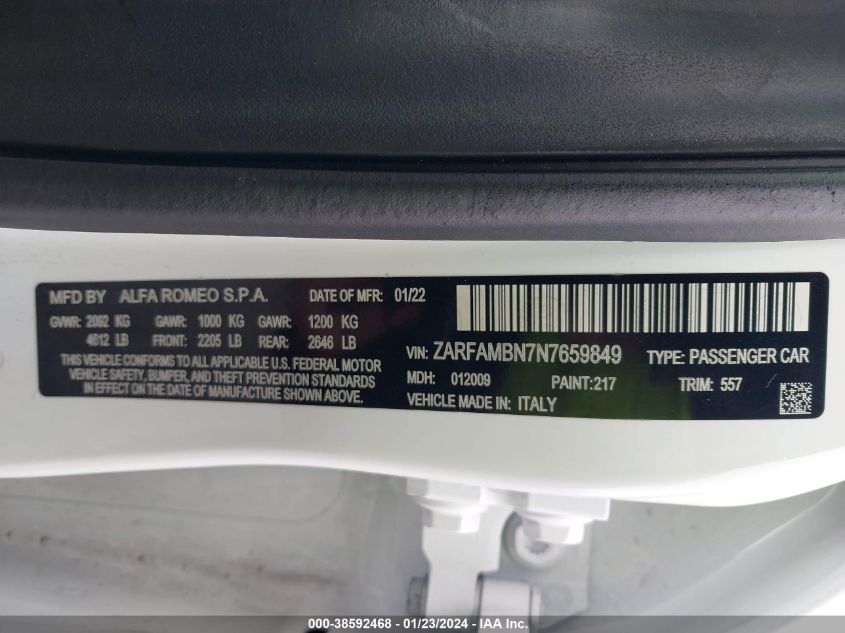 MFD BY ALFA ROMEO S.P.A. DATE OF MFR: 01/22
GVWR: 2092 KG GAWR: 1000 KG GAWR: 1200 KG
4612 LB FRONT: 2205 LB REAR: 2646 LB
THIS VEHICLE CONFORMS TO ALL APPLICABLE U.S. FEDERAL MOTOR
VEHICLE SAFETY, BUMPER, AND THEFT PREVENTION STANDARDS
IN EFFECT ON THE DATE OF MANUFACTURE SHOWN ABOVE.
VIN: ZARFAMBN7N7659849 TYPE: PASSENGER CAR
MDH: 012009 PAINT:217 TRIM: 557
VEHICLE MADE IN: ITALY
000-38592468 - 01/23/2024 - IAA Inc.